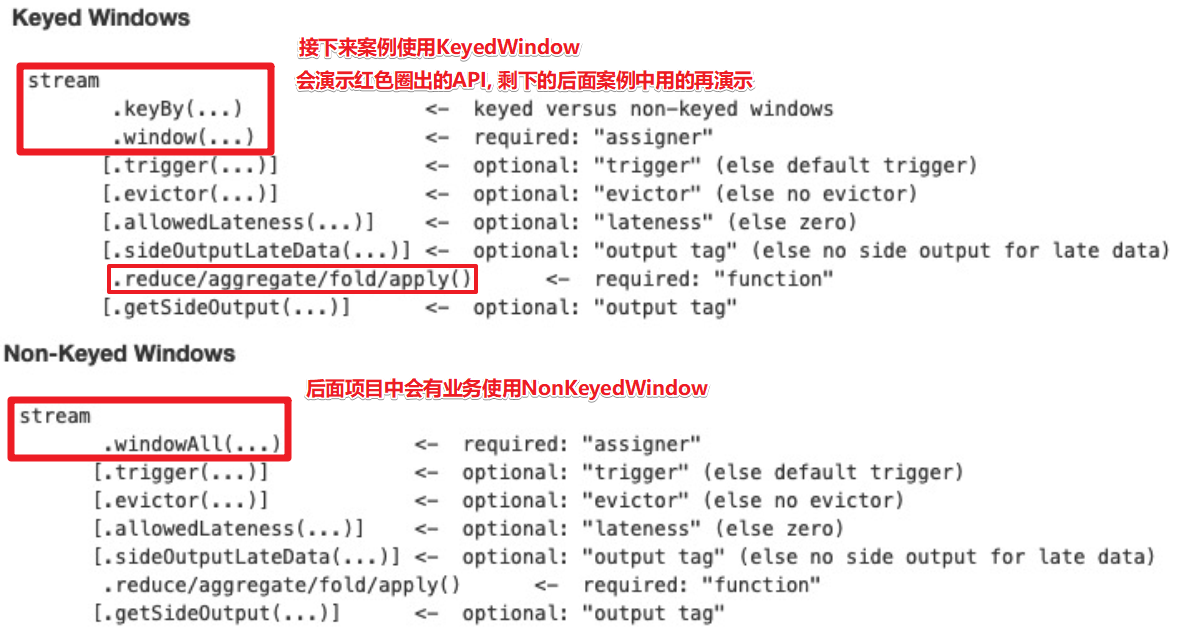 Keyed Windows
接下来案例使用KeyedWindow
会演示红色圈出的API, 剩下的后面案例中用的再演示
stream
.keyBy(...) <- keyed versus non-keyed windows
.window(...) <- required: "assigner"
[.trigger(...)] <- optional: "trigger" (else default trigger)
[.evictor(...)] <- optional: "evictor" (else no evictor)
[.allowedLateness(...)] <- optional: "lateness" (else zero)
[.sideOutputLateData(...)] <- optional: "output tag" (else no side output for late data)
.reduce/aggregate/fold/apply() <- required: "function"
[.getSideOutput(...)] <- optional: "output tag"
Non-Keyed Windows
后面项目中会有业务使用NonKeyedWindow
stream
.windowAll(...) <- required: "assigner"
[.trigger(...)] <- optional: "trigger" (else default trigger)
[.evictor(...)] <- optional: "evictor" (else no evictor)
[.allowedLateness(...)] <- optional: "lateness" (else zero)
[.sideOutputLateData(...)] <- optional: "output tag" (else no side output for late data)
.reduce/aggregate/fold/apply() <- required: "function"
[.getSideOutput(...)] <- optional: "output tag"